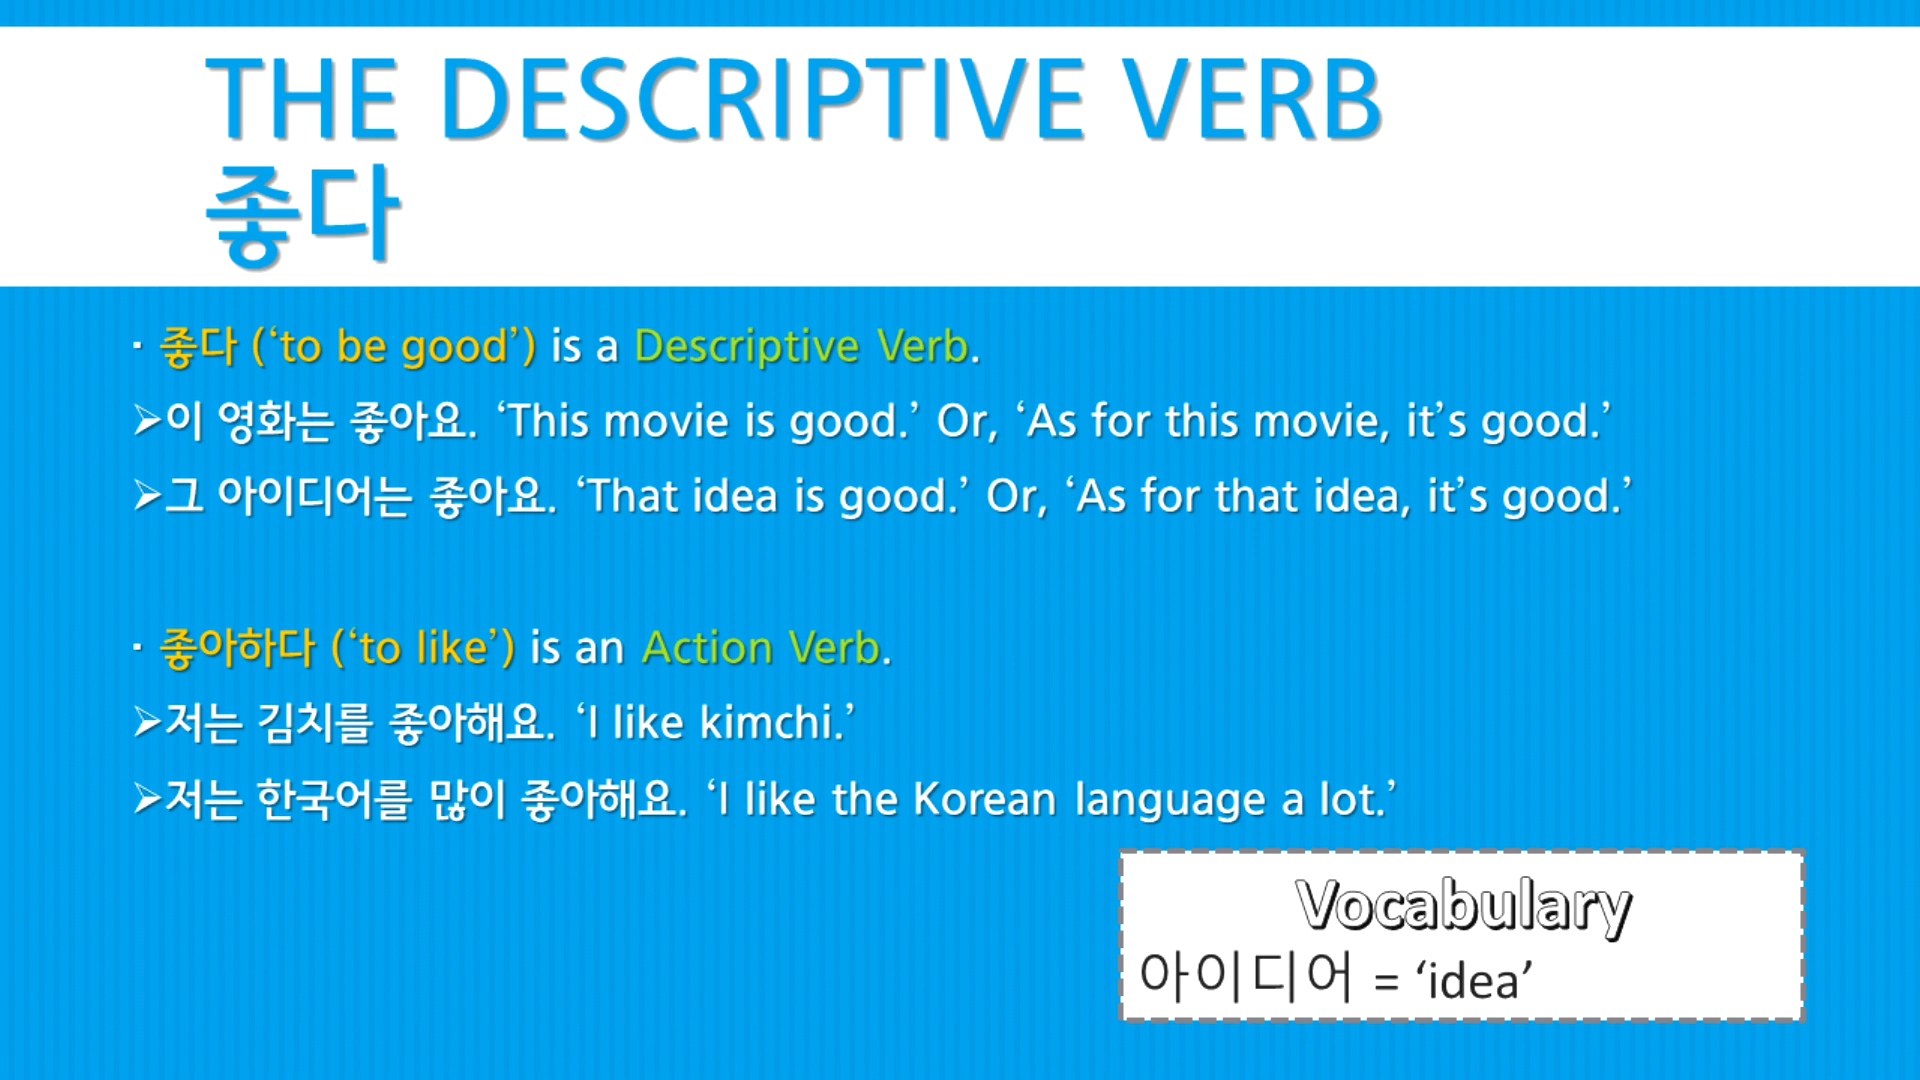 THE DESCRIPTIVE VERB
좋다
· 좋다 (‘to be good’) is a Descriptive Verb.
➢이 영화는 좋아요. ‘This movie is good.’ Or, ‘As for this movie, it’s good.’
➢그 아이디어는 좋아요. ‘That idea is good.’ Or, ‘As for that idea, it’s good.’
· 좋아하다 (‘to like’) is an Action Verb.
➢저는 김치를 좋아해요. ‘I like kimchi.’
➢저는 한국어를 많이 좋아해요. ‘I like the Korean language a lot.’
Vocabulary
아이디어 = ‘idea’